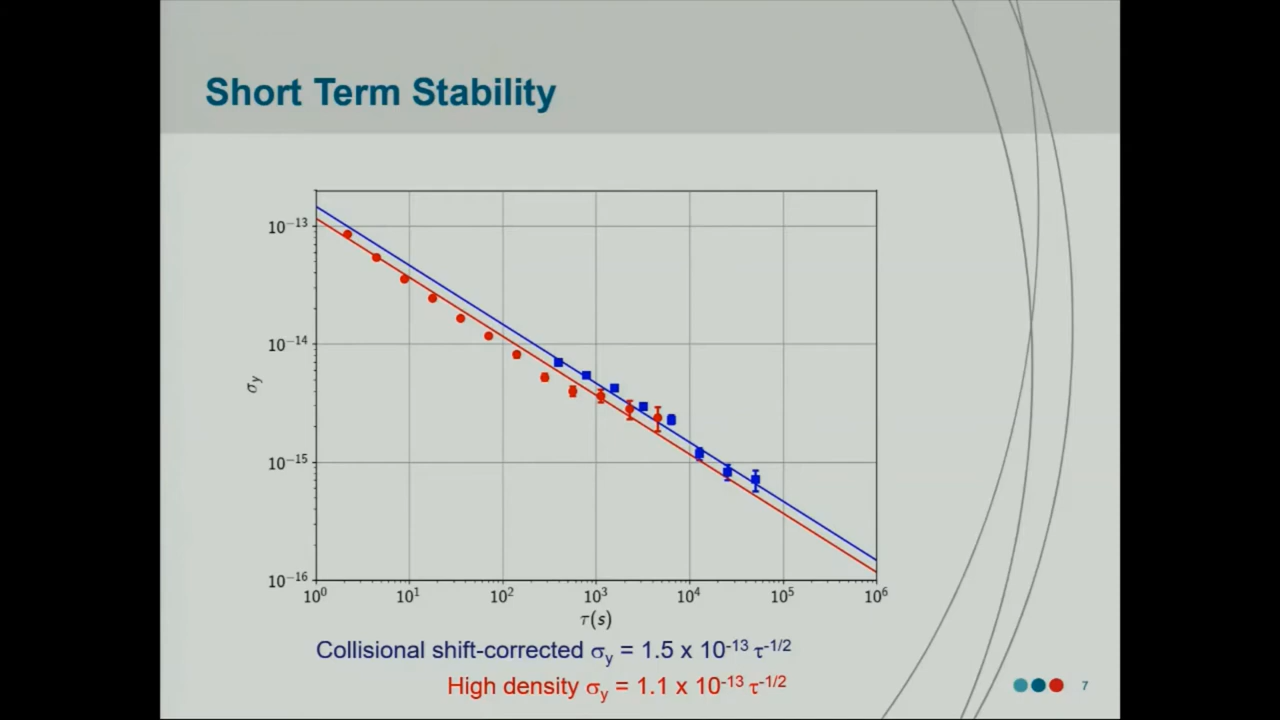 Short Term Stability
10⁻¹³
10⁻¹⁴
σy
10⁻¹⁵
10⁻¹⁶
10⁰ 10¹ 10² 10³ 10⁴ 10⁵ 10⁶
τ(s)
Collisional shift-corrected σy = 1.5 x 10⁻¹³ τ⁻¹/²
High density σy = 1.1 x 10⁻¹³ τ⁻¹/²
7